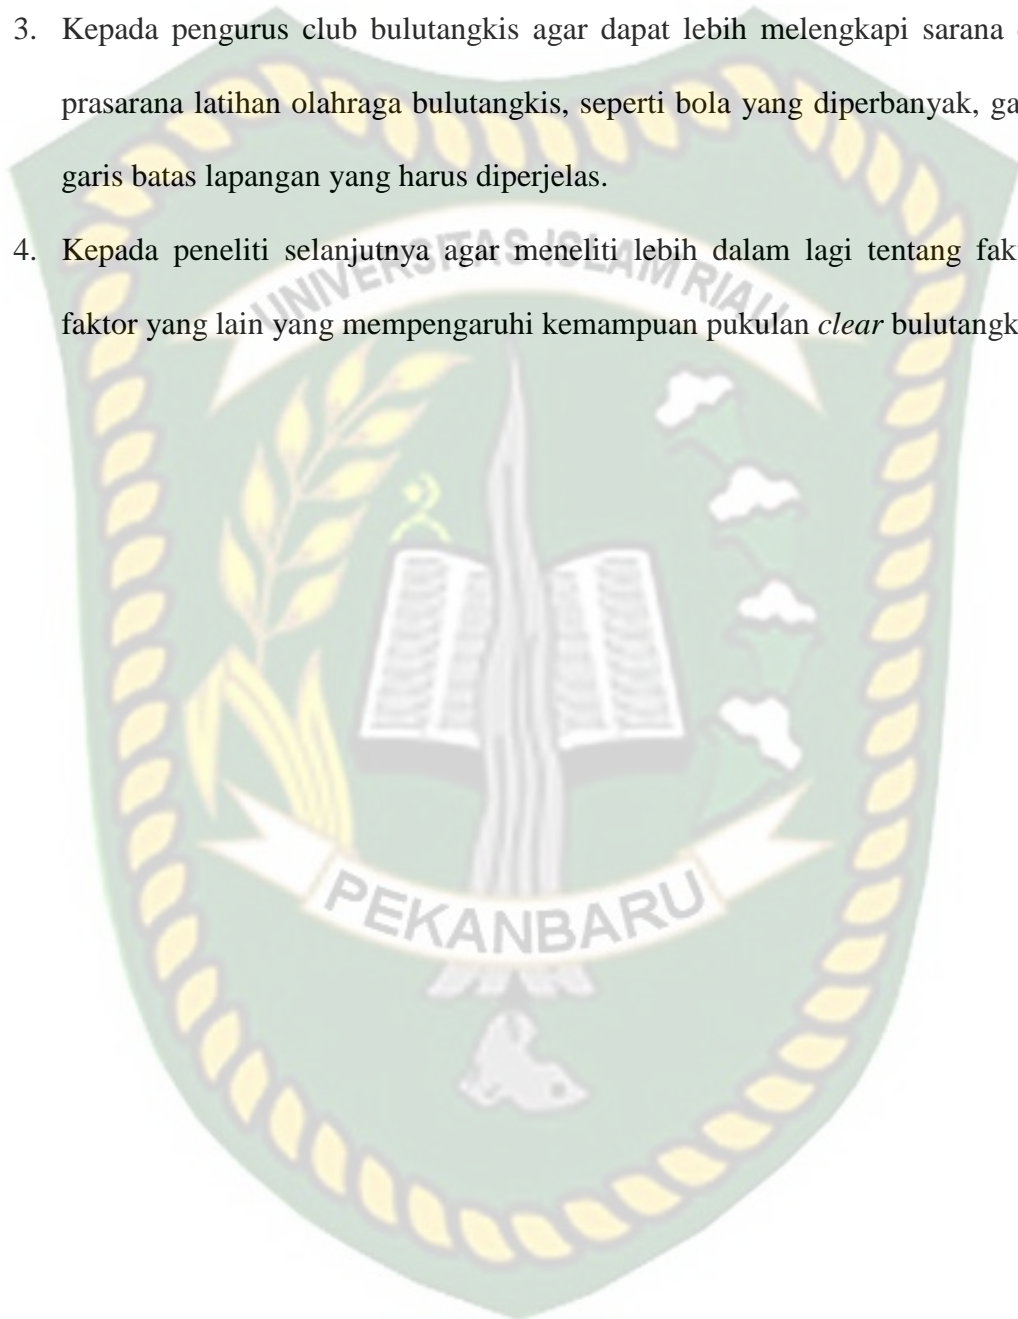 3. Kepada pengurus club bulutangkis agar dapat lebih melengkapi sarana
prasarana latihan olahraga bulutangkis, seperti bola yang diperbanyak,
garis batas lapangan yang harus diperjelas.
4. Kepada peneliti selanjutnya agar meneliti lebih dalam lagi tentang
faktor yang lain yang mempengaruhi kemampuan pukulan clear
UNIVERSITAS ISLAM RIAU
PEKANBARU